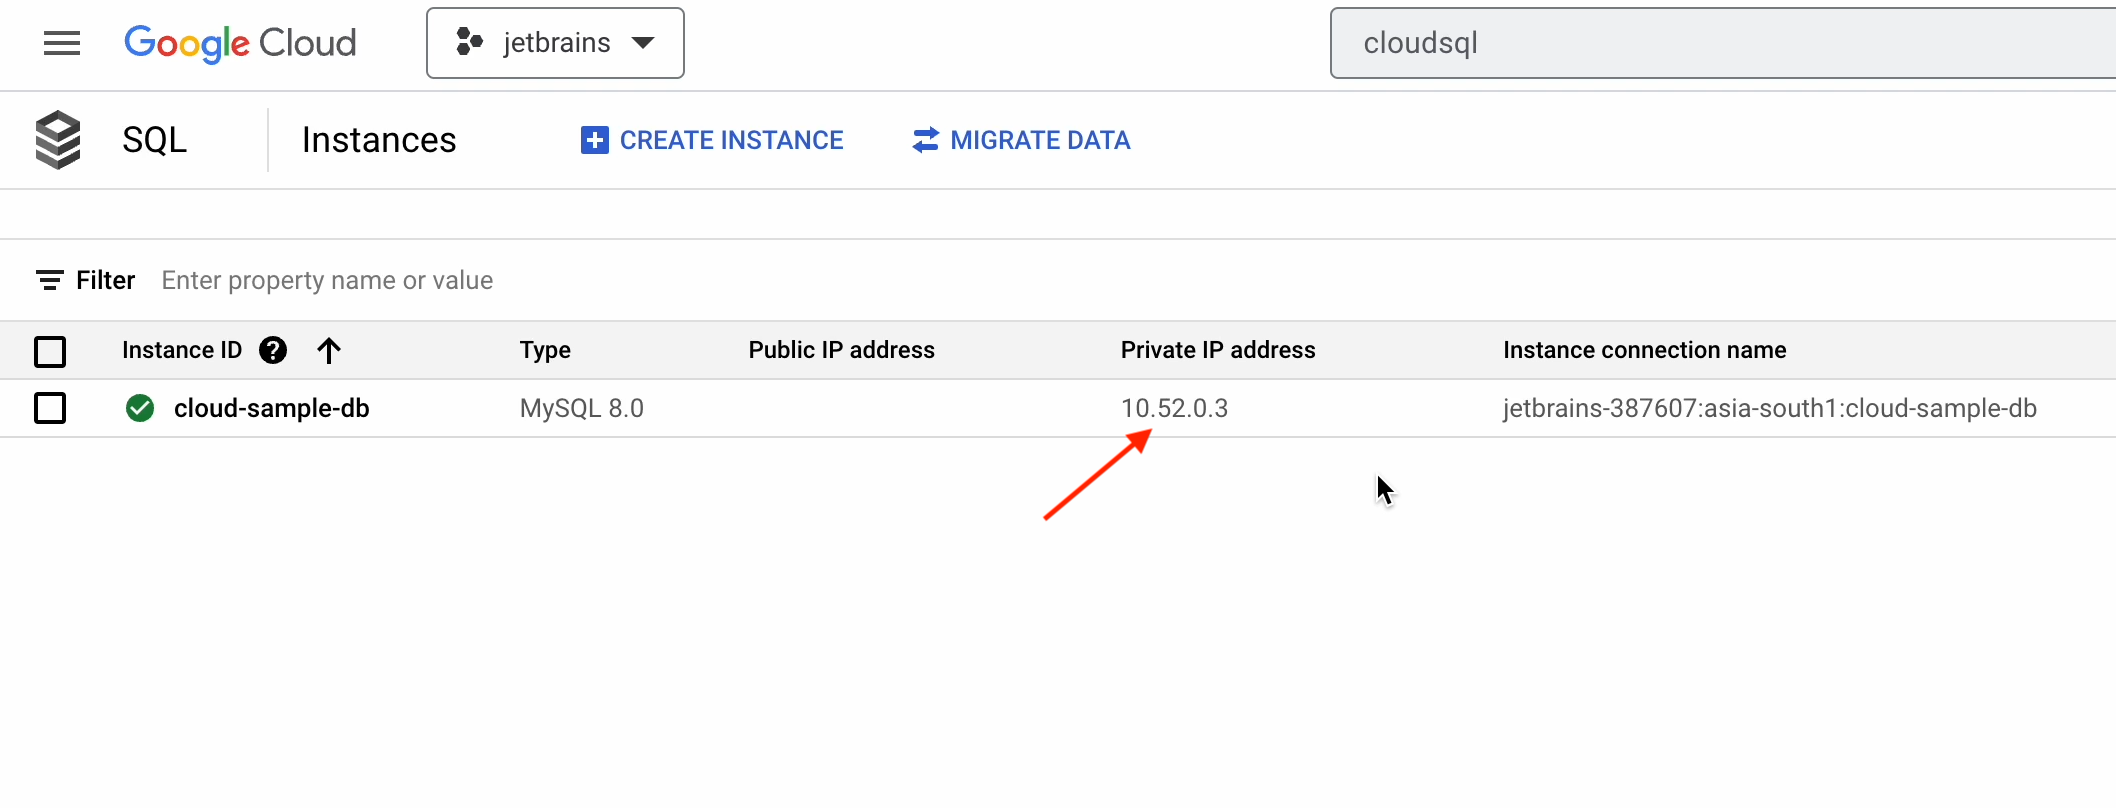 Google Cloud
jetbrains
cloudsql
SQL
Instances
CREATE INSTANCE
MIGRATE DATA
Filter Enter property name or value
Instance ID Type Public IP address Private IP address Instance connection name
cloud-sample-db MySQL 8.0 10.52.0.3 jetbrains-387607:asia-south1:cloud-sample-db